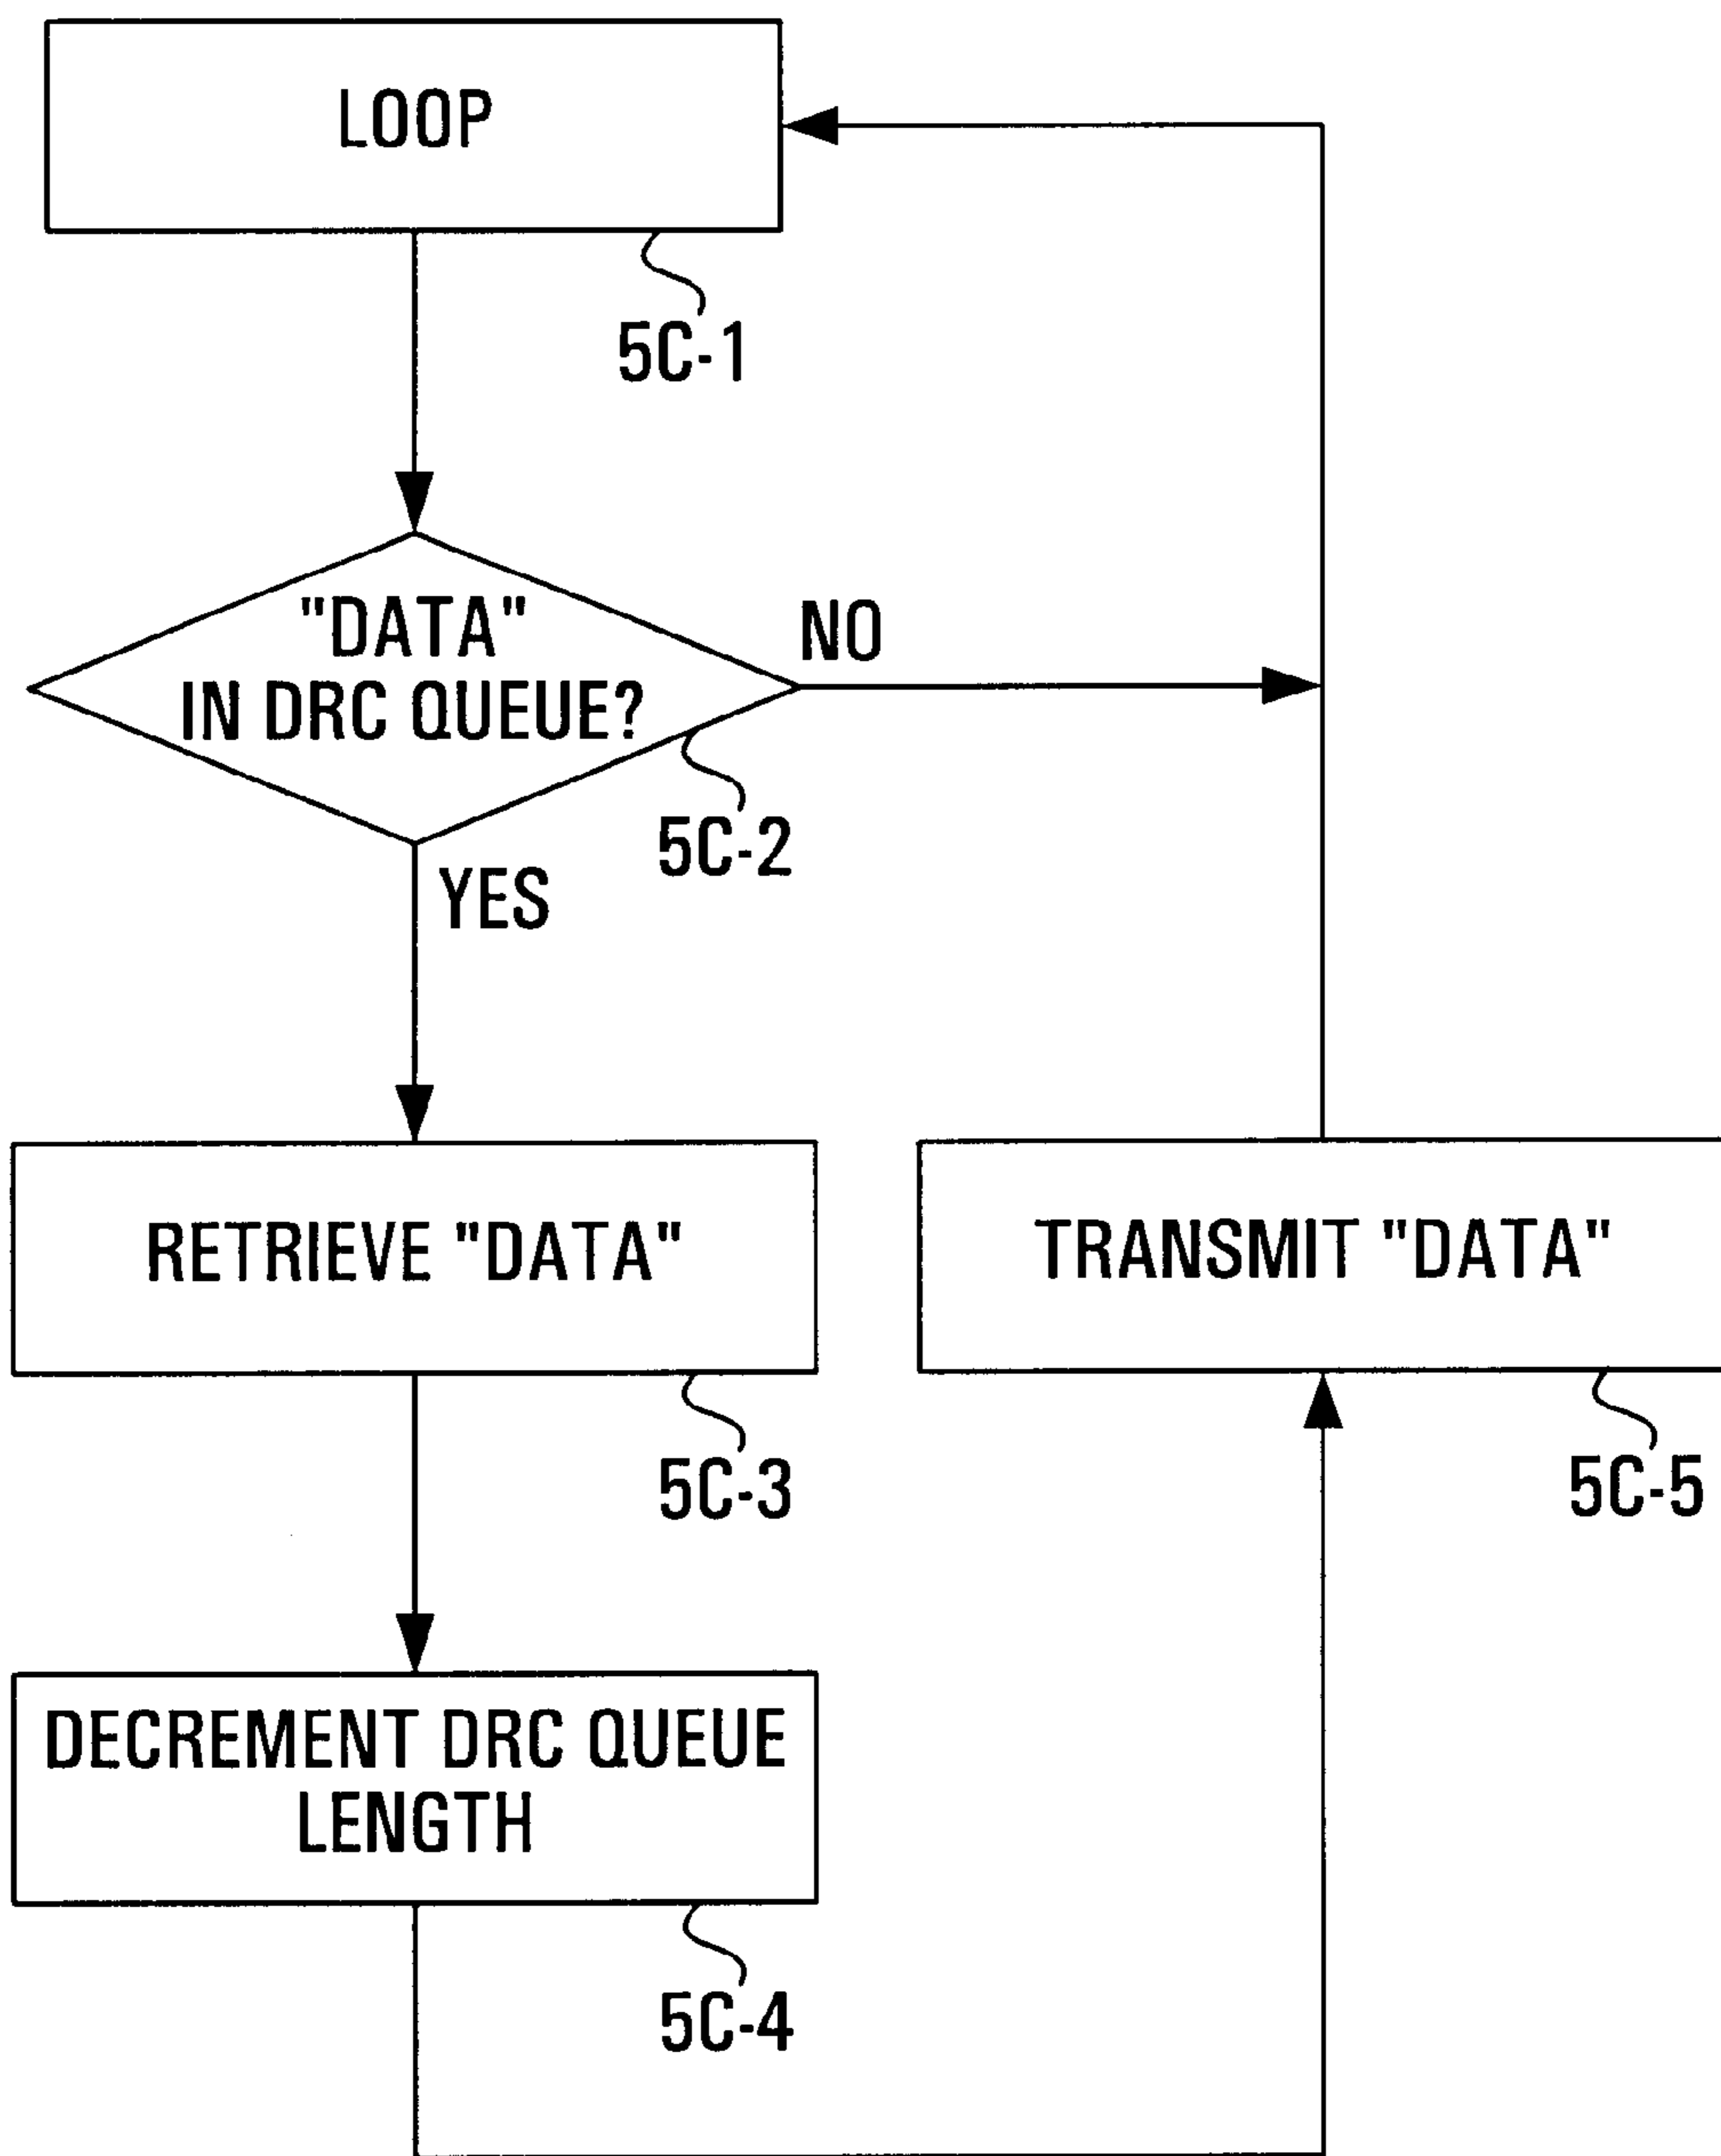 LOOP
5C-1
"DATA"
IN DRC QUEUE?
NO
5C-2
YES
RETRIEVE "DATA"
TRANSMIT "DATA"
5C-3
5C-5
DECREMENT DRC QUEUE
LENGTH
5C-4